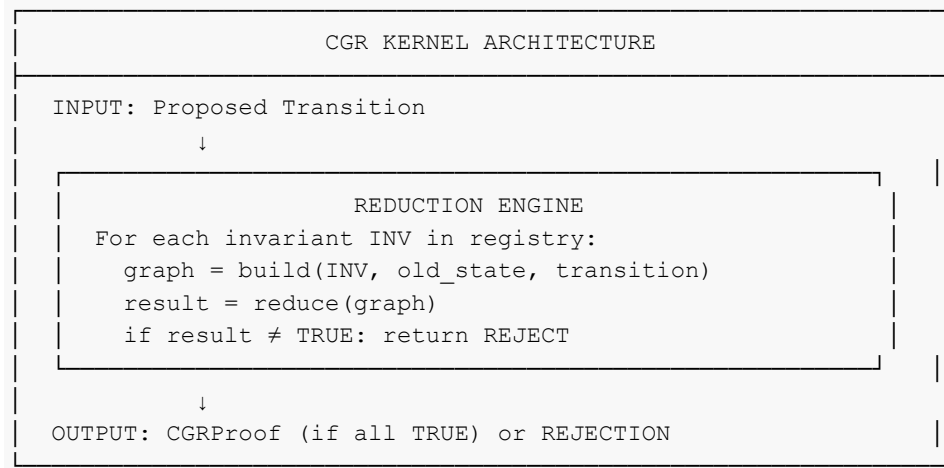 CGR KERNEL ARCHITECTURE
INPUT: Proposed Transition
↓
REDUCTION ENGINE
For each invariant INV in registry:
graph = build(INV, old_state, transition)
result = reduce(graph)
if result ≠ TRUE: return REJECT
↓
OUTPUT: CGRProof (if all TRUE) or REJECTION